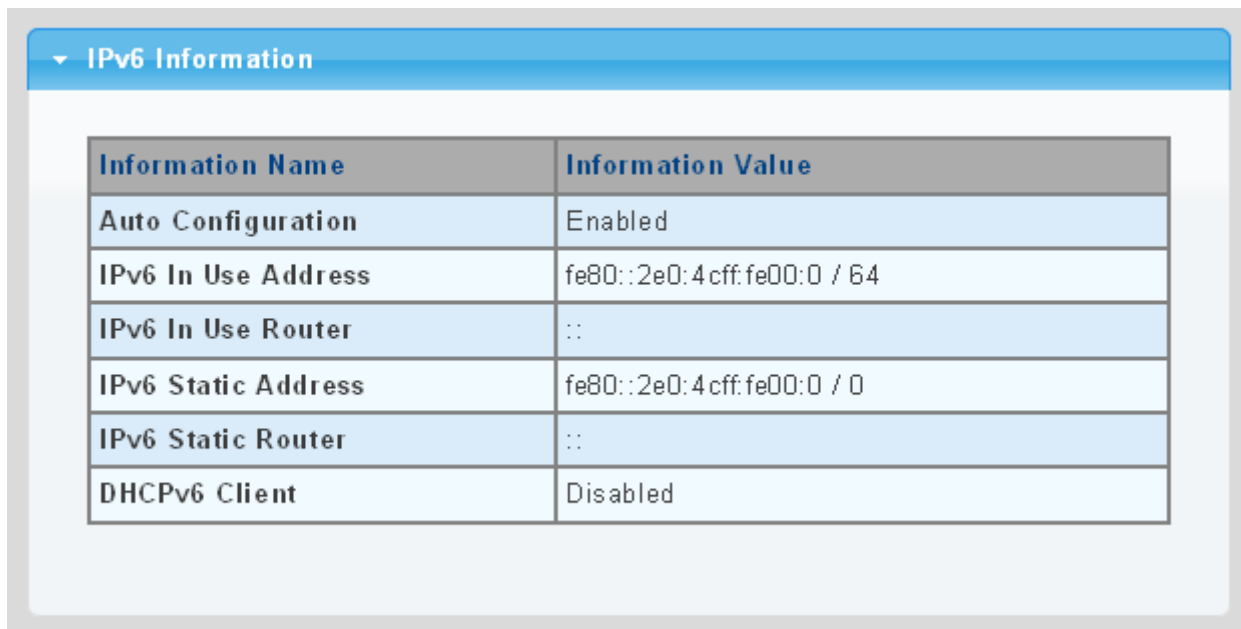 IPv6 Information
Information Name Information Value
Auto Configuration Enabled
IPv6 In Use Address fe80::2e0:4cff:fe00:0 / 64
IPv6 In Use Router ::
IPv6 Static Address fe80::2e0:4cff:fe00:0 / 0
IPv6 Static Router ::
DHCPv6 Client Disabled